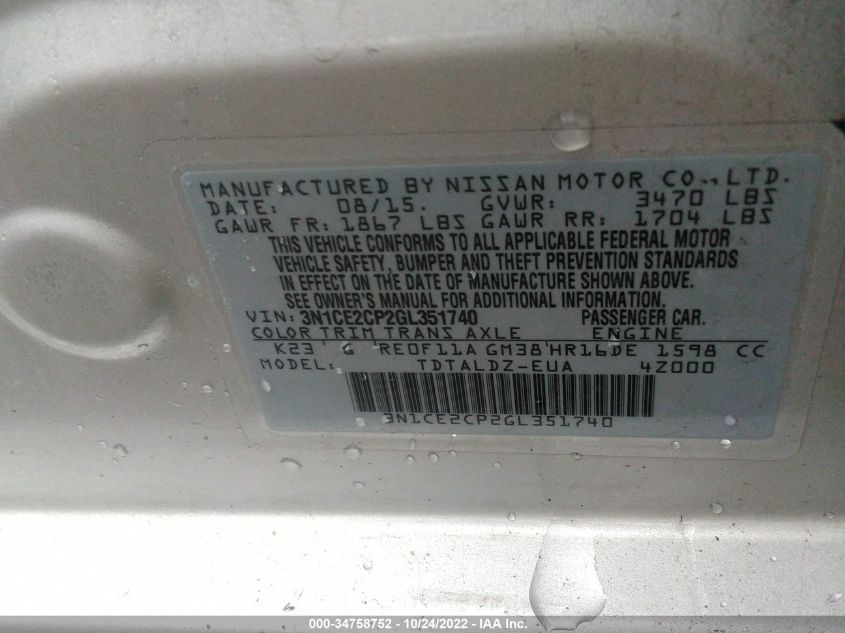 MANUFACTURED BY NISSAN MOTOR CO., LTD.
DATE: 08/15. GVWR: 3470 LBS
GAWR FR: 1867 LBS GAWR RR: 1704 LBS
THIS VEHICLE CONFORMS TO ALL APPLICABLE FEDERAL MOTOR
VEHICLE SAFETY, BUMPER AND THEFT PREVENTION STANDARDS
IN EFFECT ON THE DATE OF MANUFACTURE SHOWN ABOVE.
SEE OWNER'S MANUAL FOR ADDITIONAL INFORMATION.
VIN: 3N1CE2CP2GL351740 PASSENGER CAR.
COLOR TRIM TRANS AXLE ENGINE
K23 G RE0F11A GM38 HR16DE 1598 CC
MODEL: TDTALDZ-EUA 4Z000
3N1CE2CP2GL351740
000-34758752 - 10/24/2022 - IAA Inc.